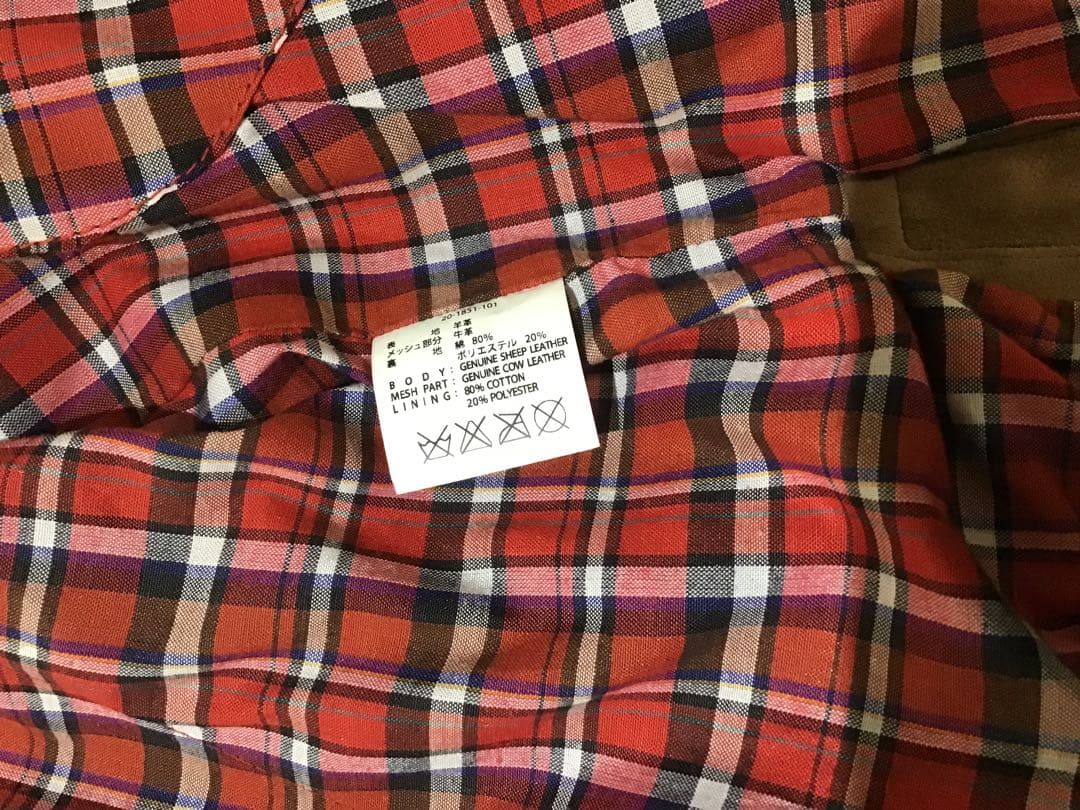 20-1831-101
表 地 羊革
メッシュ部分 牛革
裏 地 綿 80%
ポリエステル 20%
BODY : GENUINE SHEEP LEATHER
MESH PART : GENUINE COW LEATHER
LINING : 80% COTTON
20% POLYESTER